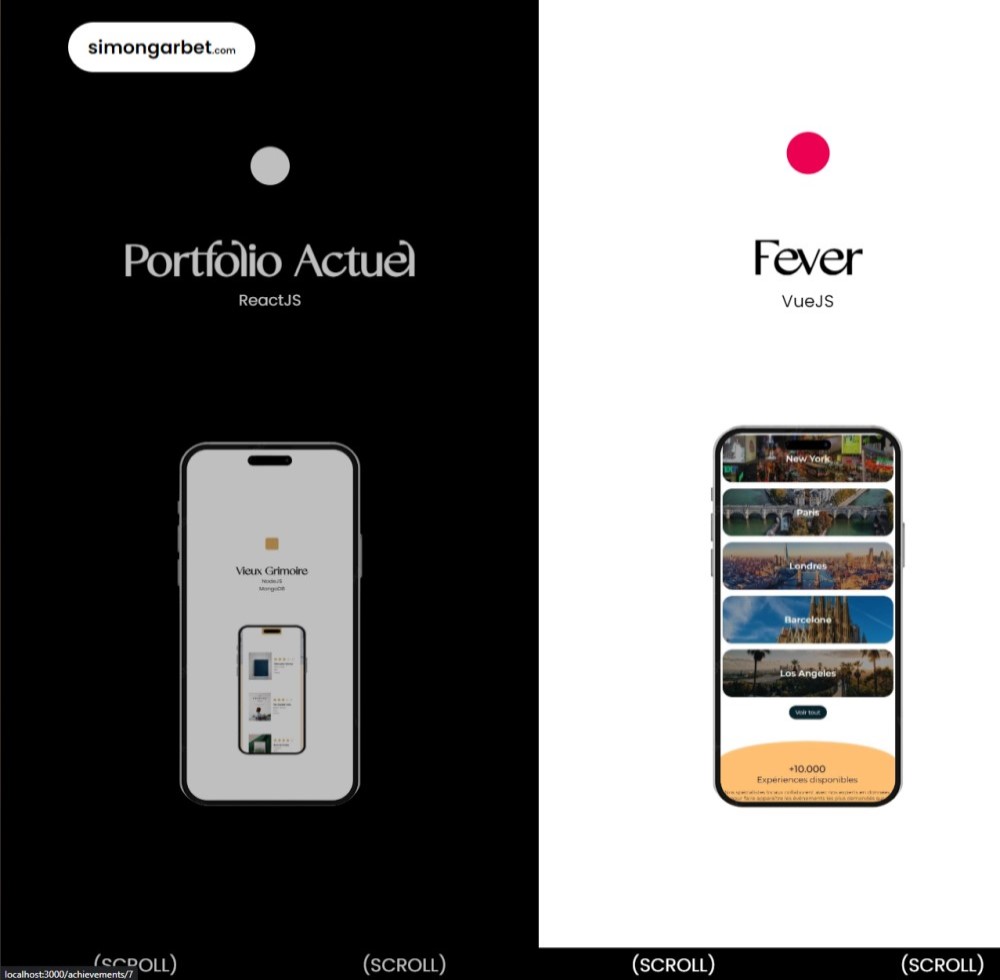 simongarbet.com
Portfolio Actuel
ReactJS
Vieux Grimoire
NodeJS
MongoDB
Fever
VueJS
New York
Paris
Londres
Barcelone
Los Angeles
Voir tout
+10.000
Expériences disponibles
(SCROLL)
(SCROLL)
(SCROLL)
(SCROLL)
localhost:3000/achievements/7